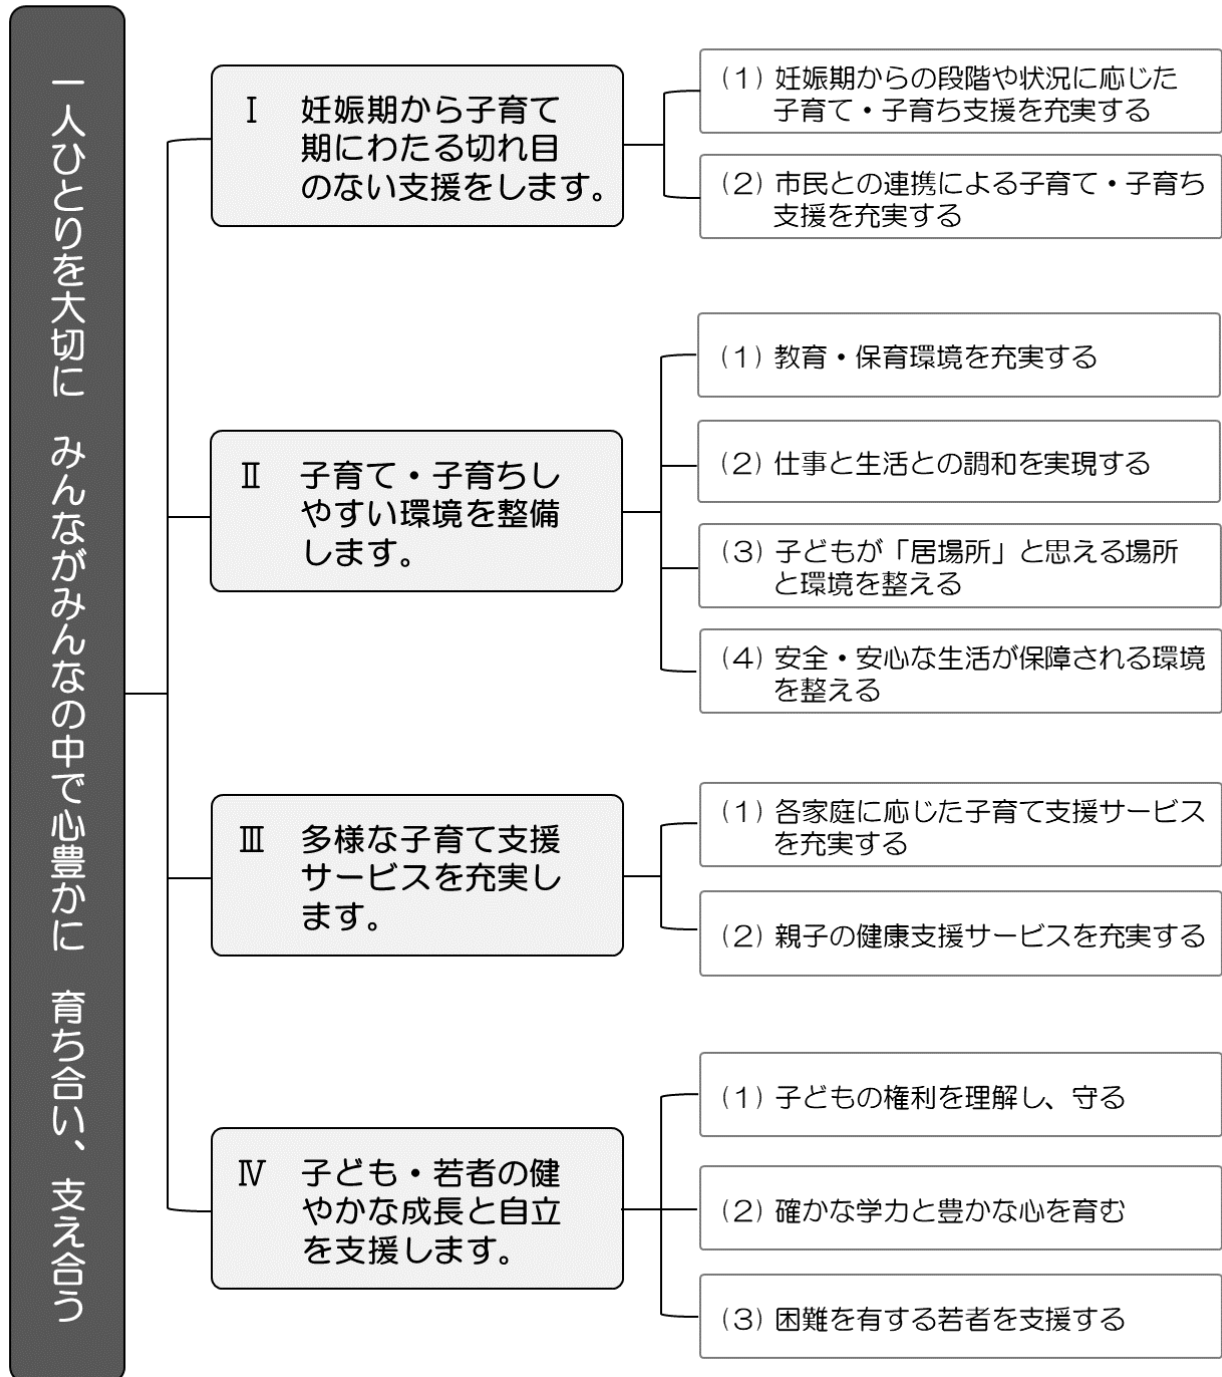 一人ひとりを大切に　みんながみんなの中で心豊かに　育ち合い、支え合う
Ⅰ　妊娠期から子育て
期にわたる切れ目
のない支援をします。
(1) 妊娠期からの段階や状況に応じた
子育て・子育ち支援を充実する
(2) 市民との連携による子育て・子育ち
支援を充実する
Ⅱ　子育て・子育ちし
やすい環境を整備
します。
(1) 教育・保育環境を充実する
(2) 仕事と生活との調和を実現する
(3) 子どもが「居場所」と思える場所
と環境を整える
(4) 安全・安心な生活が保障される環境
を整える
Ⅲ　多様な子育て支援
サービスを充実し
ます。
(1) 各家庭に応じた子育て支援サービス
を充実する
(2) 親子の健康支援サービスを充実する
Ⅳ　子ども・若者の健
やかな成長と自立
を支援します。
(1) 子どもの権利を理解し、守る
(2) 確かな学力と豊かな心を育む
(3) 困難を有する若者を支援する